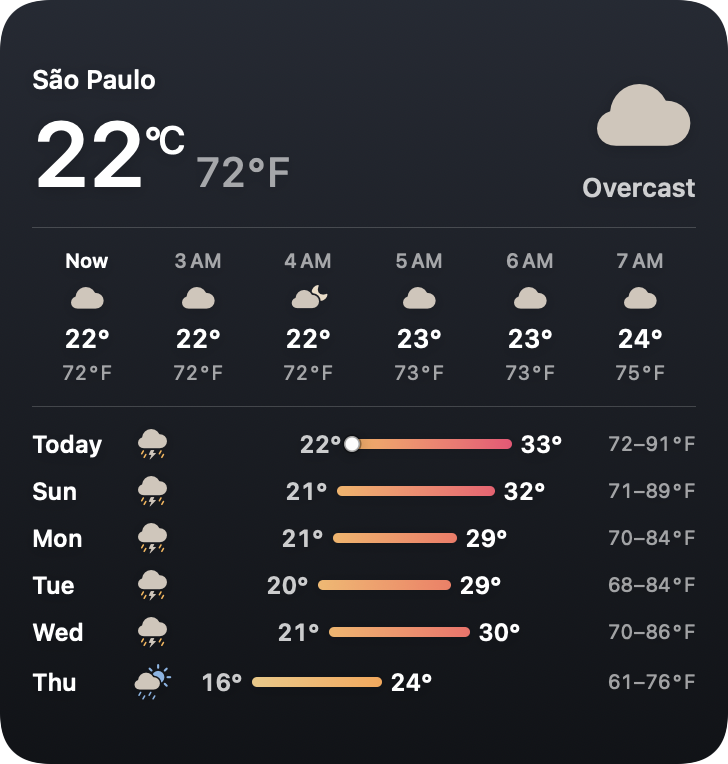 São Paulo
22°C 72°F
Overcast
Now 3 AM 4 AM 5 AM 6 AM 7 AM
22° 22° 22° 23° 23° 24°
72°F 72°F 72°F 73°F 73°F 75°F
Today 22° 33° 72–91°F
Sun 21° 32° 71–89°F
Mon 21° 29° 70–84°F
Tue 20° 29° 68–84°F
Wed 21° 30° 70–86°F
Thu 16° 24° 61–76°F